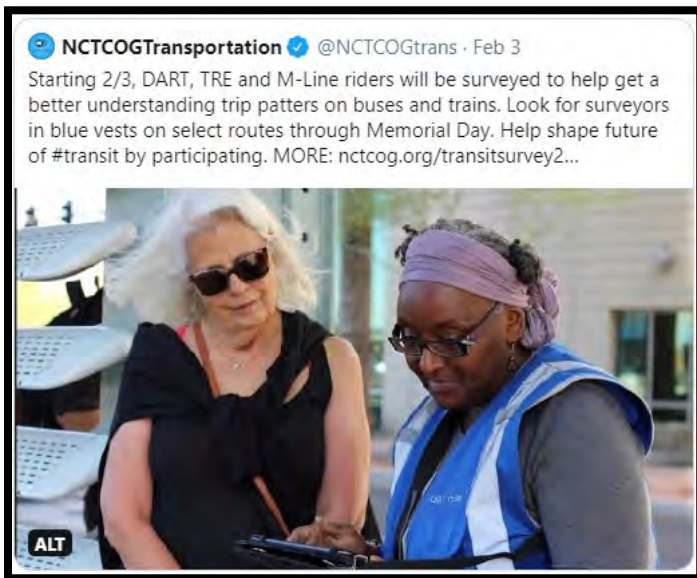 NCTCOGTransportation @NCTCOGtrans · Feb 3
Starting 2/3, DART, TRE and M-Line riders will be surveyed to help get a
better understanding trip patters on buses and trains. Look for surveyors
in blue vests on select routes through Memorial Day. Help shape future
of #transit by participating. MORE: nctcog.org/transitsurvey2...
ALT